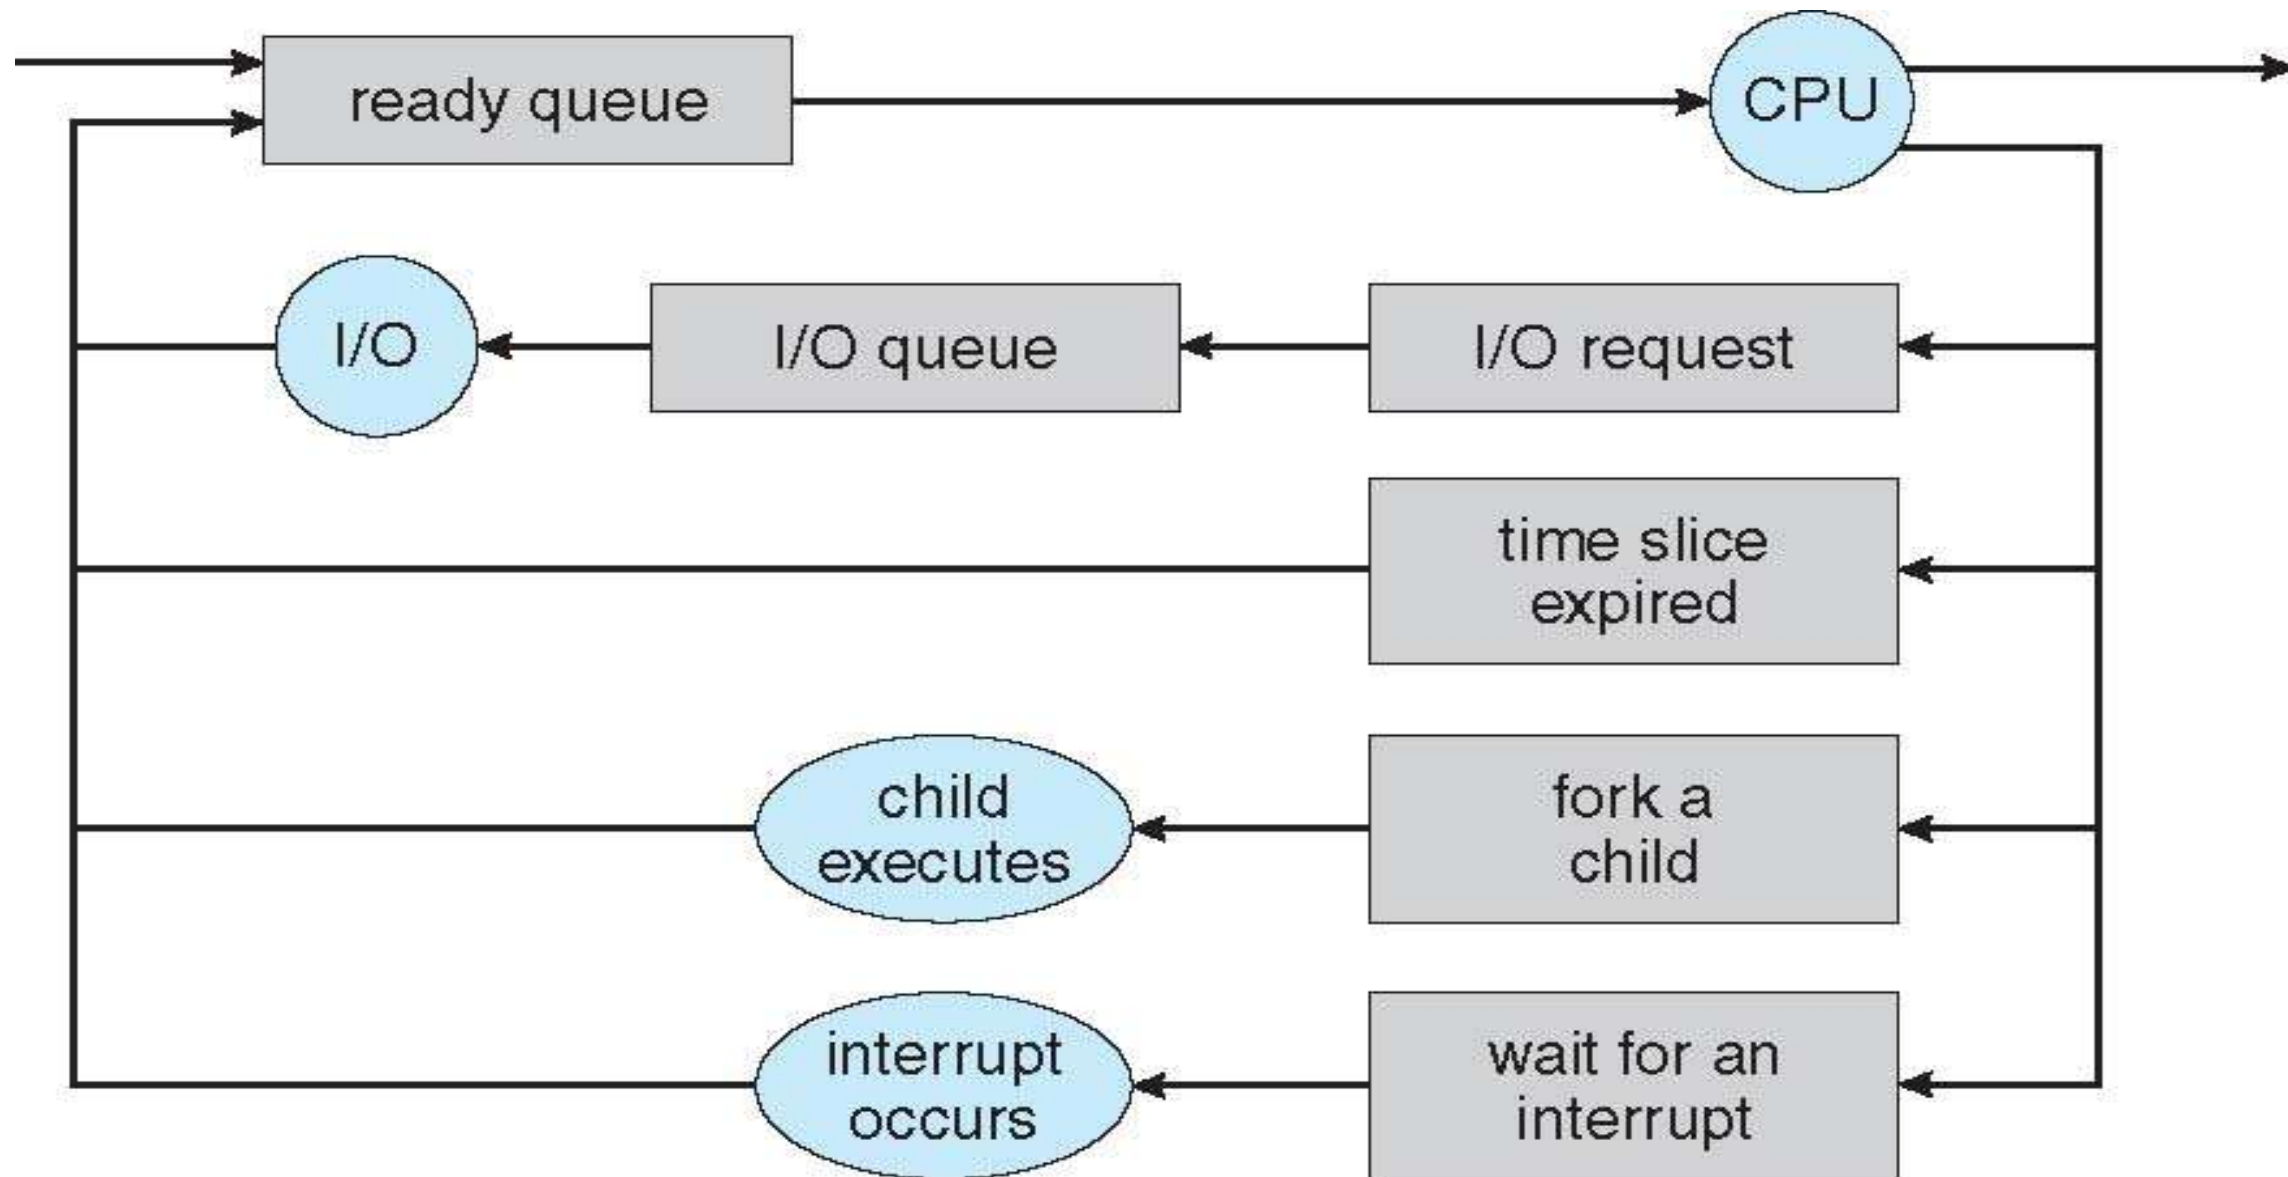 ready queue
CPU
I/O
I/O queue
I/O request
time slice
expired
child
executes
fork a
child
interrupt
occurs
wait for an
interrupt